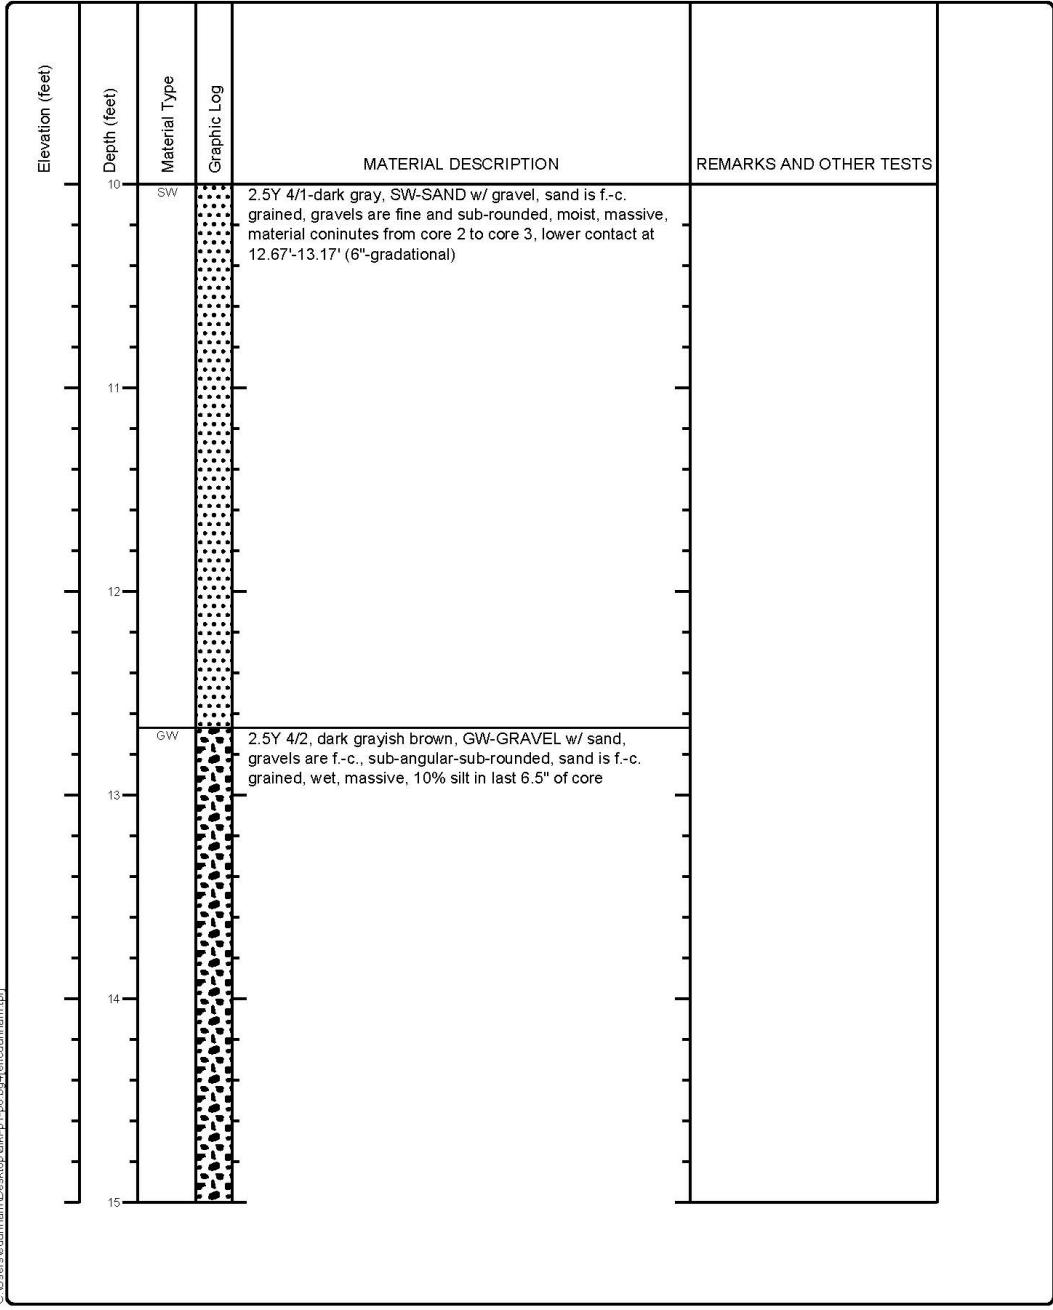 Elevation (feet)
Depth (feet)
Material Type
Graphic Log
MATERIAL DESCRIPTION
REMARKS AND OTHER TESTS
10
SW
2.5Y 4/1-dark gray, SW-SAND w/ gravel, sand is f.-c.
grained, gravels are fine and sub-rounded, moist, massive,
material coninutes from core 2 to core 3, lower contact at
12.67'-13.17' (6"-gradational)
11
12
GW
2.5Y 4/2, dark grayish brown, GW-GRAVEL w/ sand,
gravels are f.-c., sub-angular-sub-rounded, sand is f.-c.
grained, wet, massive, 10% silt in last 6.5" of core
13
14
15